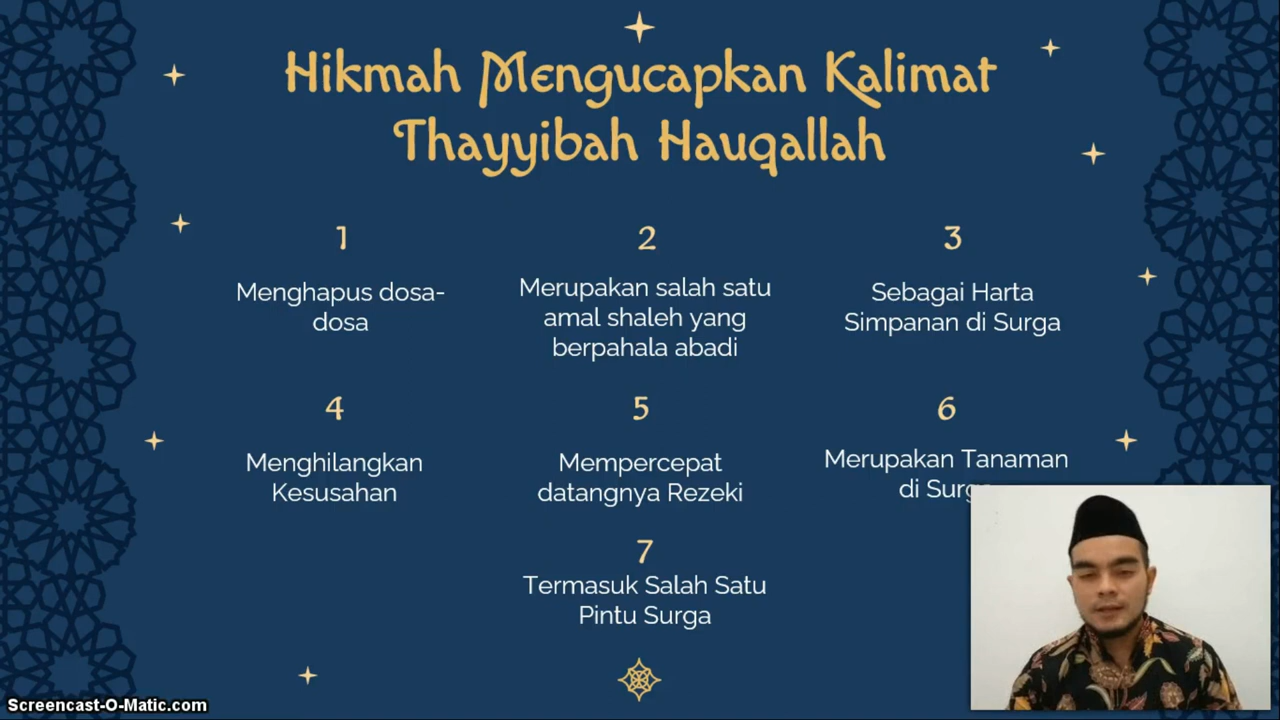 Hikmah Mengucapkan Kalimat
Thayyibah Hauqallah
1
Menghapus dosa-
dosa
2
Merupakan salah satu
amal shaleh yang
berpahala abadi
3
Sebagai Harta
Simpanan di Surga
4
Menghilangkan
Kesusahan
5
Mempercepat
datangnya Rezeki
6
Merupakan Tanaman
di
7
Termasuk Salah Satu
Pintu Surga
Screencast-O-Matic.com